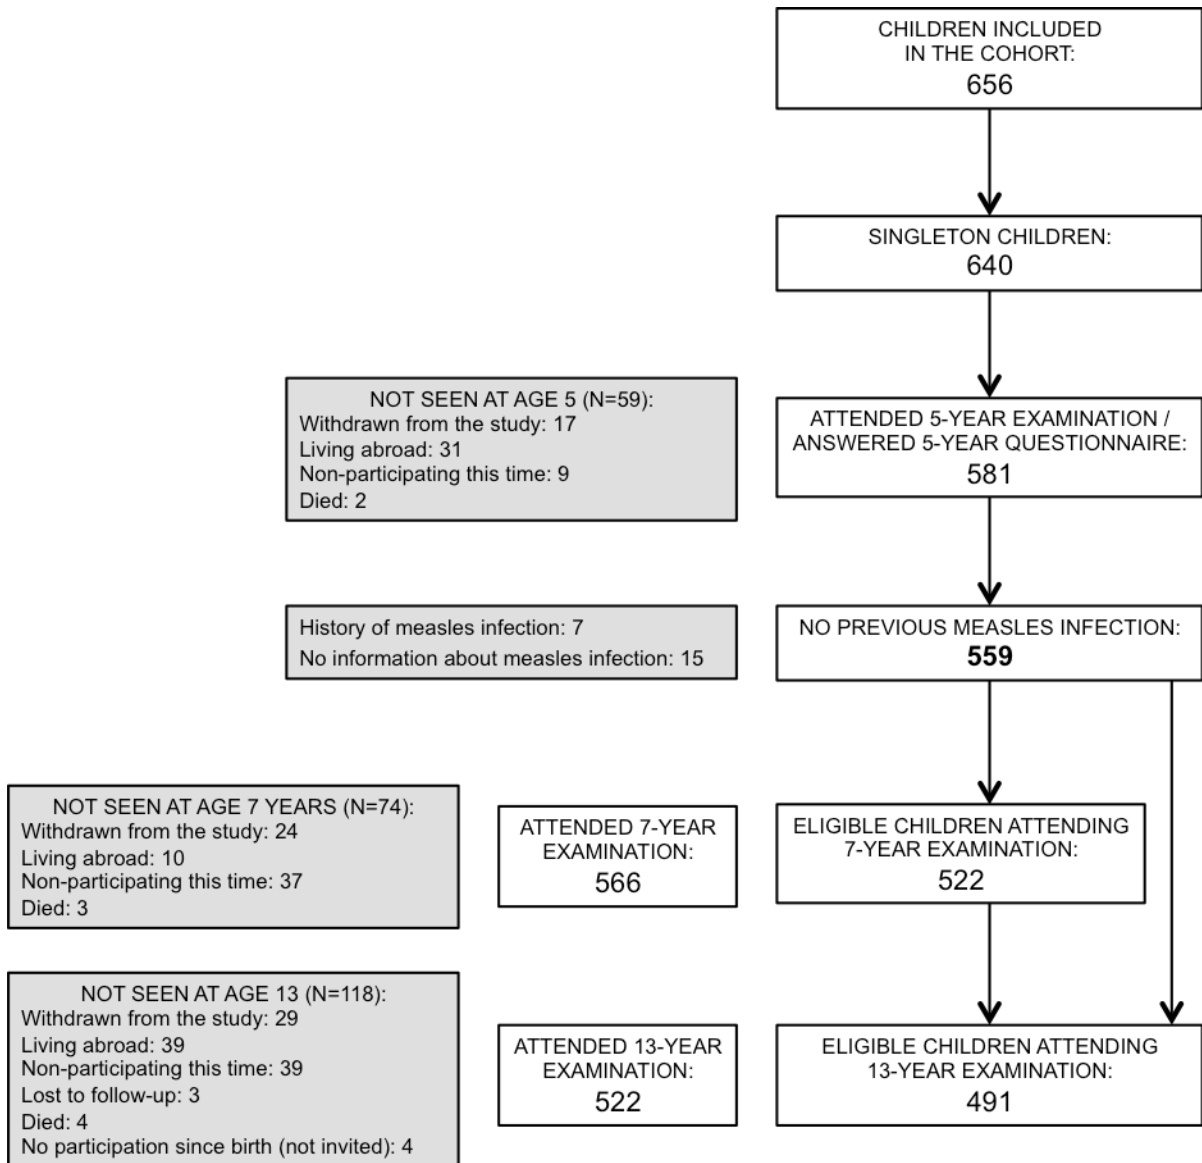 CHILDREN INCLUDED
IN THE COHORT:
656
SINGLETON CHILDREN:
640
NOT SEEN AT AGE 5 (N=59):
Withdrawn from the study: 17
Living abroad: 31
Non-participating this time: 9
Died: 2
ATTENDED 5-YEAR EXAMINATION /
ANSWERED 5-YEAR QUESTIONNAIRE:
581
History of measles infection: 7
No information about measles infection: 15
NO PREVIOUS MEASLES INFECTION:
559
NOT SEEN AT AGE 7 YEARS (N=74):
Withdrawn from the study: 24
Living abroad: 10
Non-participating this time: 37
Died: 3
ATTENDED 7-YEAR
EXAMINATION:
566
ELIGIBLE CHILDREN ATTENDING
7-YEAR EXAMINATION:
522
NOT SEEN AT AGE 13 (N=118):
Withdrawn from the study: 29
Living abroad: 39
Non-participating this time: 39
Lost to follow-up: 3
Died: 4
No participation since birth (not invited): 4
ATTENDED 13-YEAR
EXAMINATION:
522
ELIGIBLE CHILDREN ATTENDING
13-YEAR EXAMINATION:
491